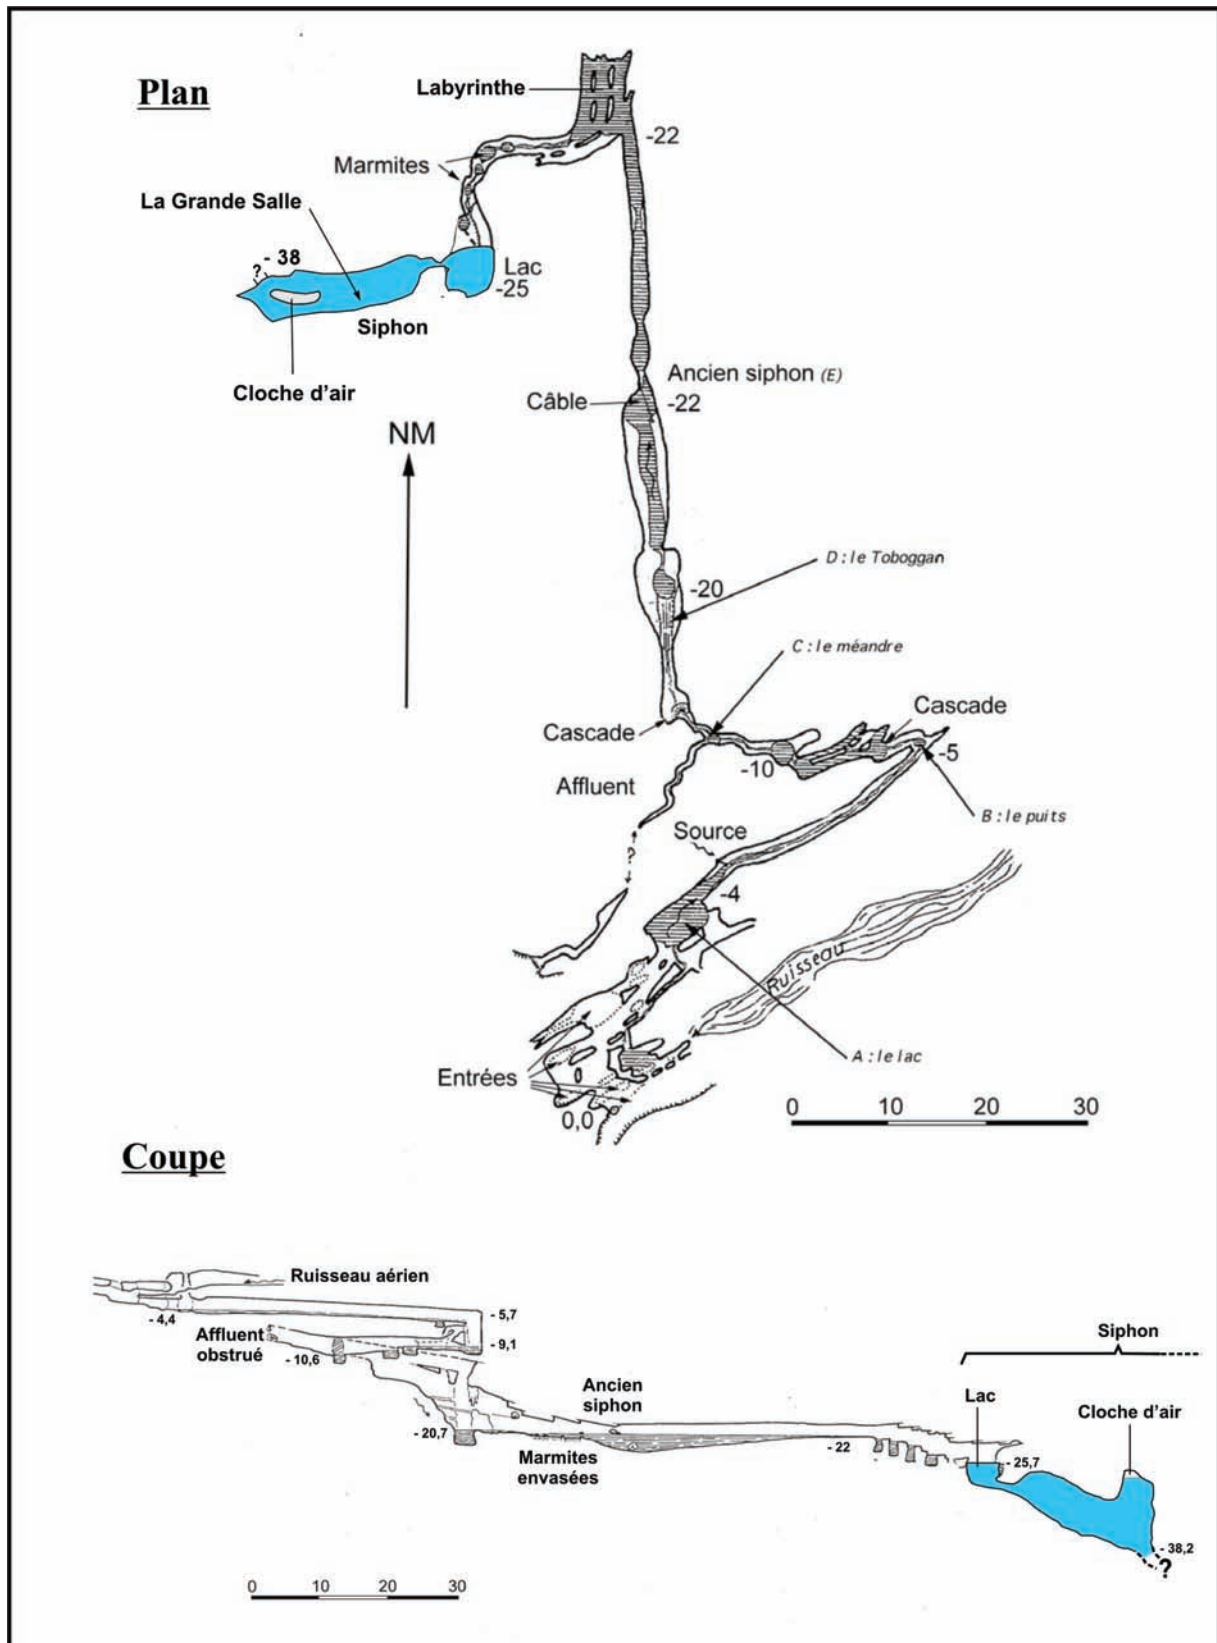 Plan
Labyrinthe
-22
Marmites
La Grande Salle
- 38
?
Lac
-25
Siphon
Cloche d'air
Ancien siphon (E)
Câble
-22
NM
D : le Toboggan
-20
C : le méandre
Cascade
Cascade
-10
-5
Affluent
B : le puits
Source
?
-4
Ruisseau
A : le lac
Entrées
0,0
0 10 20 30
Coupe
Ruisseau aérien
- 4,4
- 5,7
Affluent
obstrué
- 9,1
- 10,6
Siphon
Ancien
siphon
Lac
Cloche d'air
- 20,7
Marmites
envasées
- 22
- 25,7
- 38,2
?
0 10 20 30